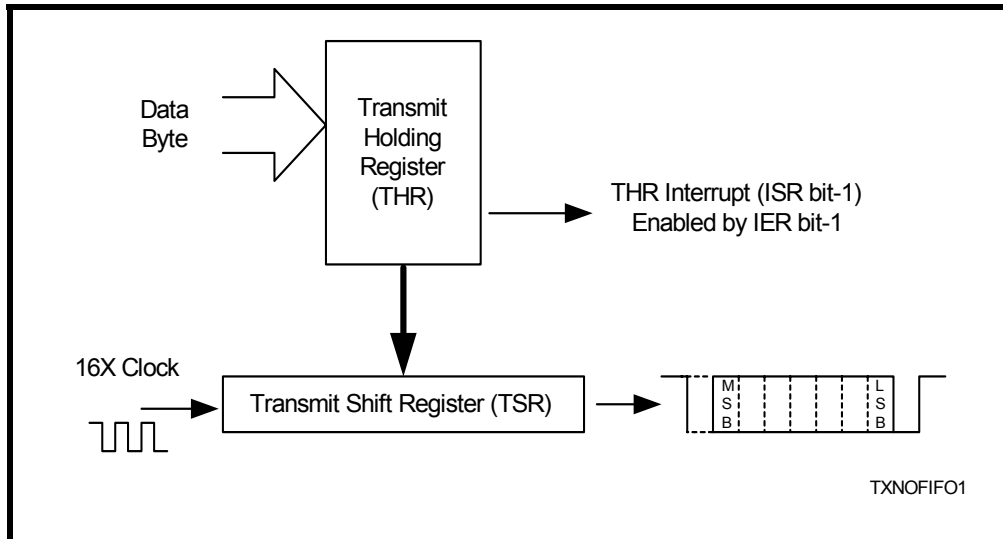 Data
Byte
Transmit
Holding
Register
(THR)
THR Interrupt (ISR bit-1)
Enabled by IER bit-1
16X Clock
Transmit Shift Register (TSR)
M
S
B
L
S
B
TXNOFIFO1